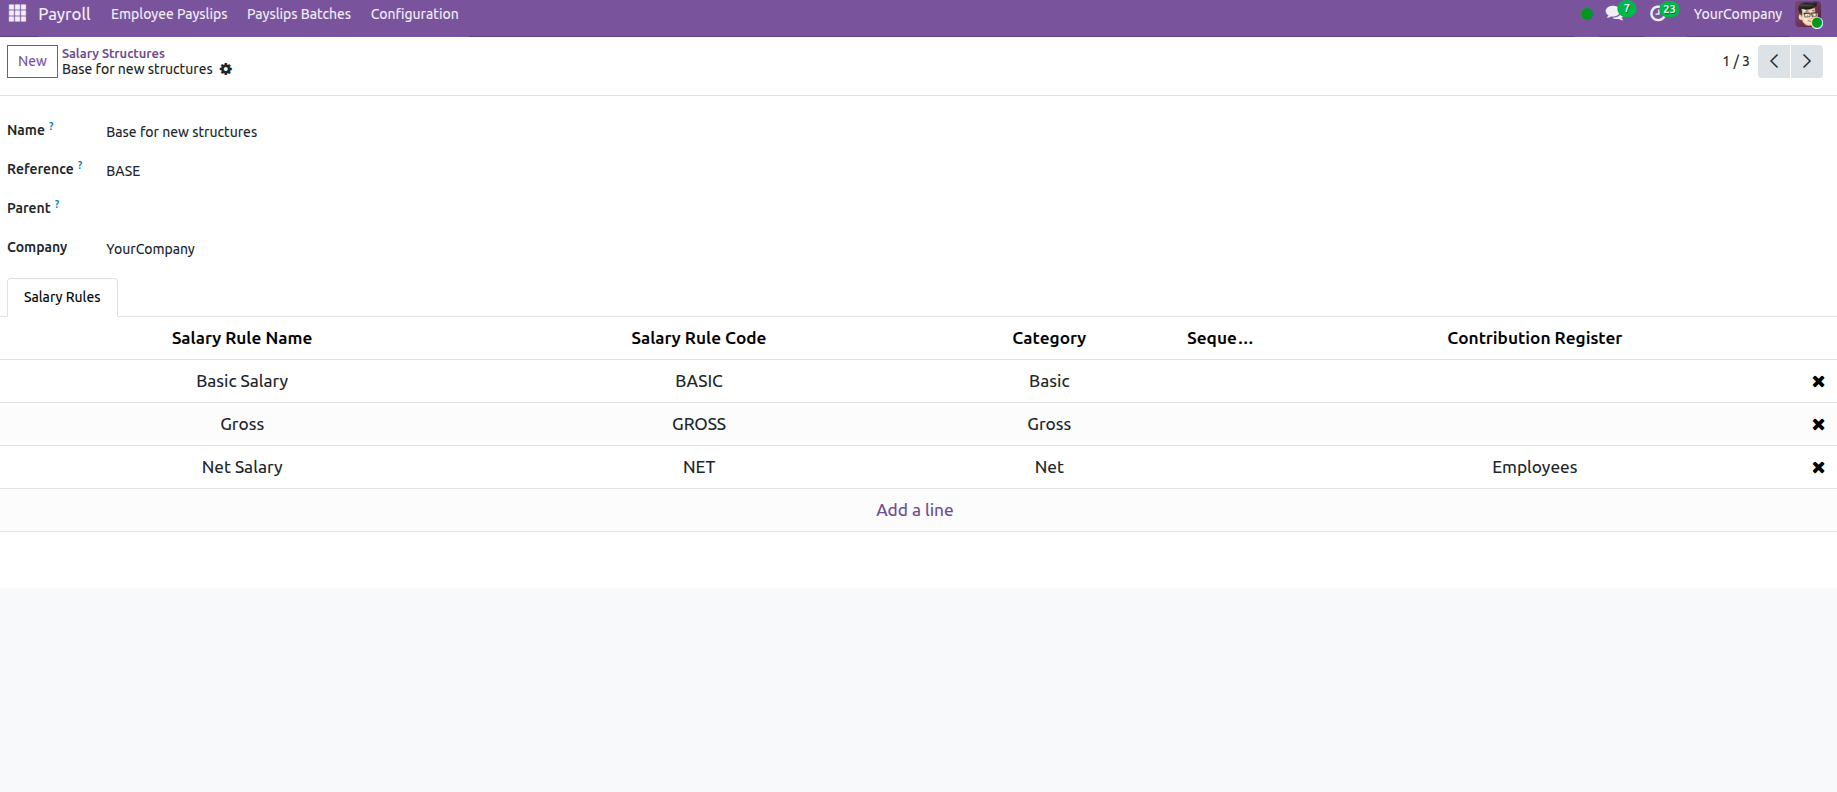 Payroll Employee Payslips Payslips Batches Configuration 7 23 YourCompany
New Salary Structures
Base for new structures 1 / 3
Name ? Base for new structures
Reference ? BASE
Parent ?
Company YourCompany
Salary Rules
Salary Rule Name Salary Rule Code Category Seque... Contribution Register
Basic Salary BASIC Basic
Gross GROSS Gross
Net Salary NET Net Employees
Add a line